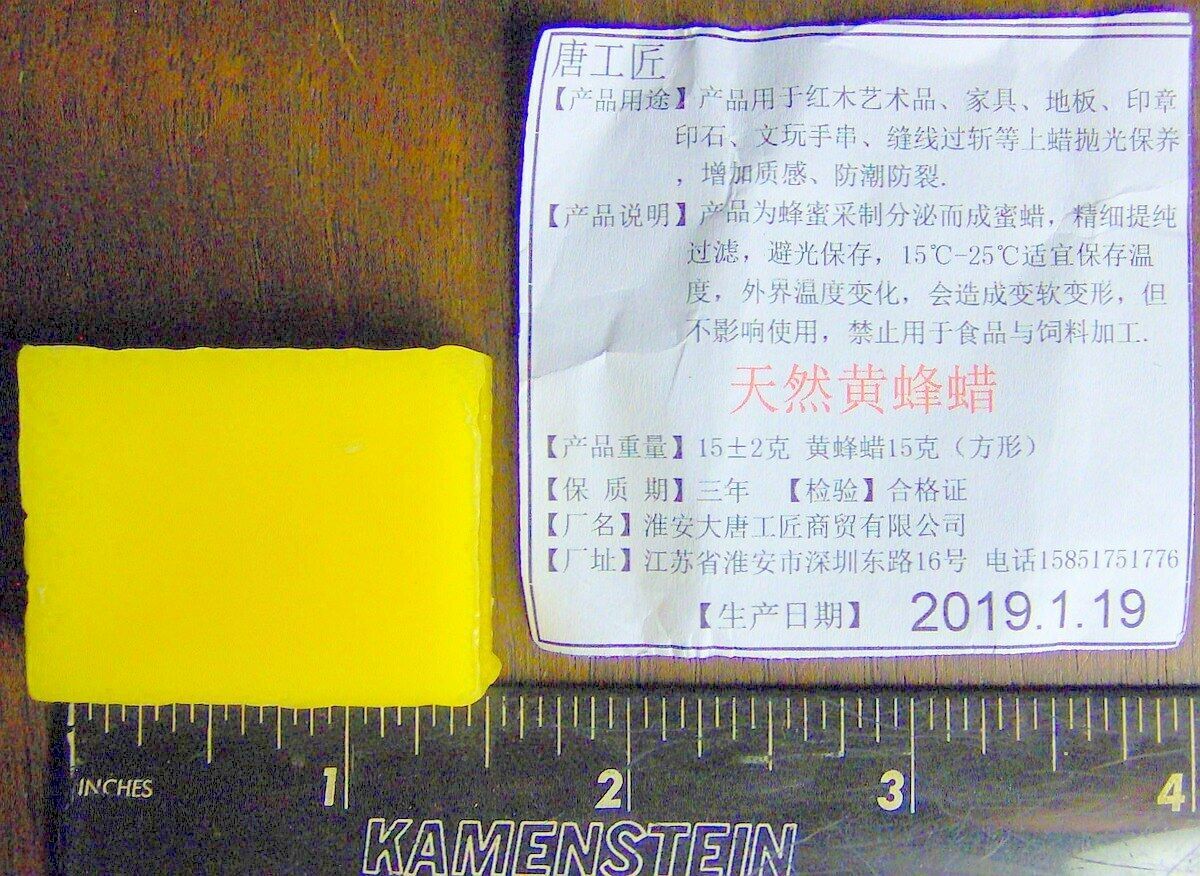 唐工匠
【产品用途】产品用于红木艺术品、家具、地板、印章
印石、文玩手串、缝线过斩等上蜡抛光保养
，增加质感、防潮防裂.
【产品说明】产品为蜂蜜采制分泌而成蜜蜡，精细提纯
过滤，避光保存，15℃-25℃适宜保存温
度，外界温度变化，会造成变软变形，但
不影响使用，禁止用于食品与饲料加工.
天然黄蜂蜡
【产品重量】15±2克 黄蜂蜡15克（方形）
【保 质 期】三年 【检验】合格证
【厂名】淮安大唐工匠商贸有限公司
【厂址】江苏省淮安市深圳东路16号 电话15851751776
【生产日期】 2019.1.19
1 2 3 4
INCHES
KAMENSTEIN